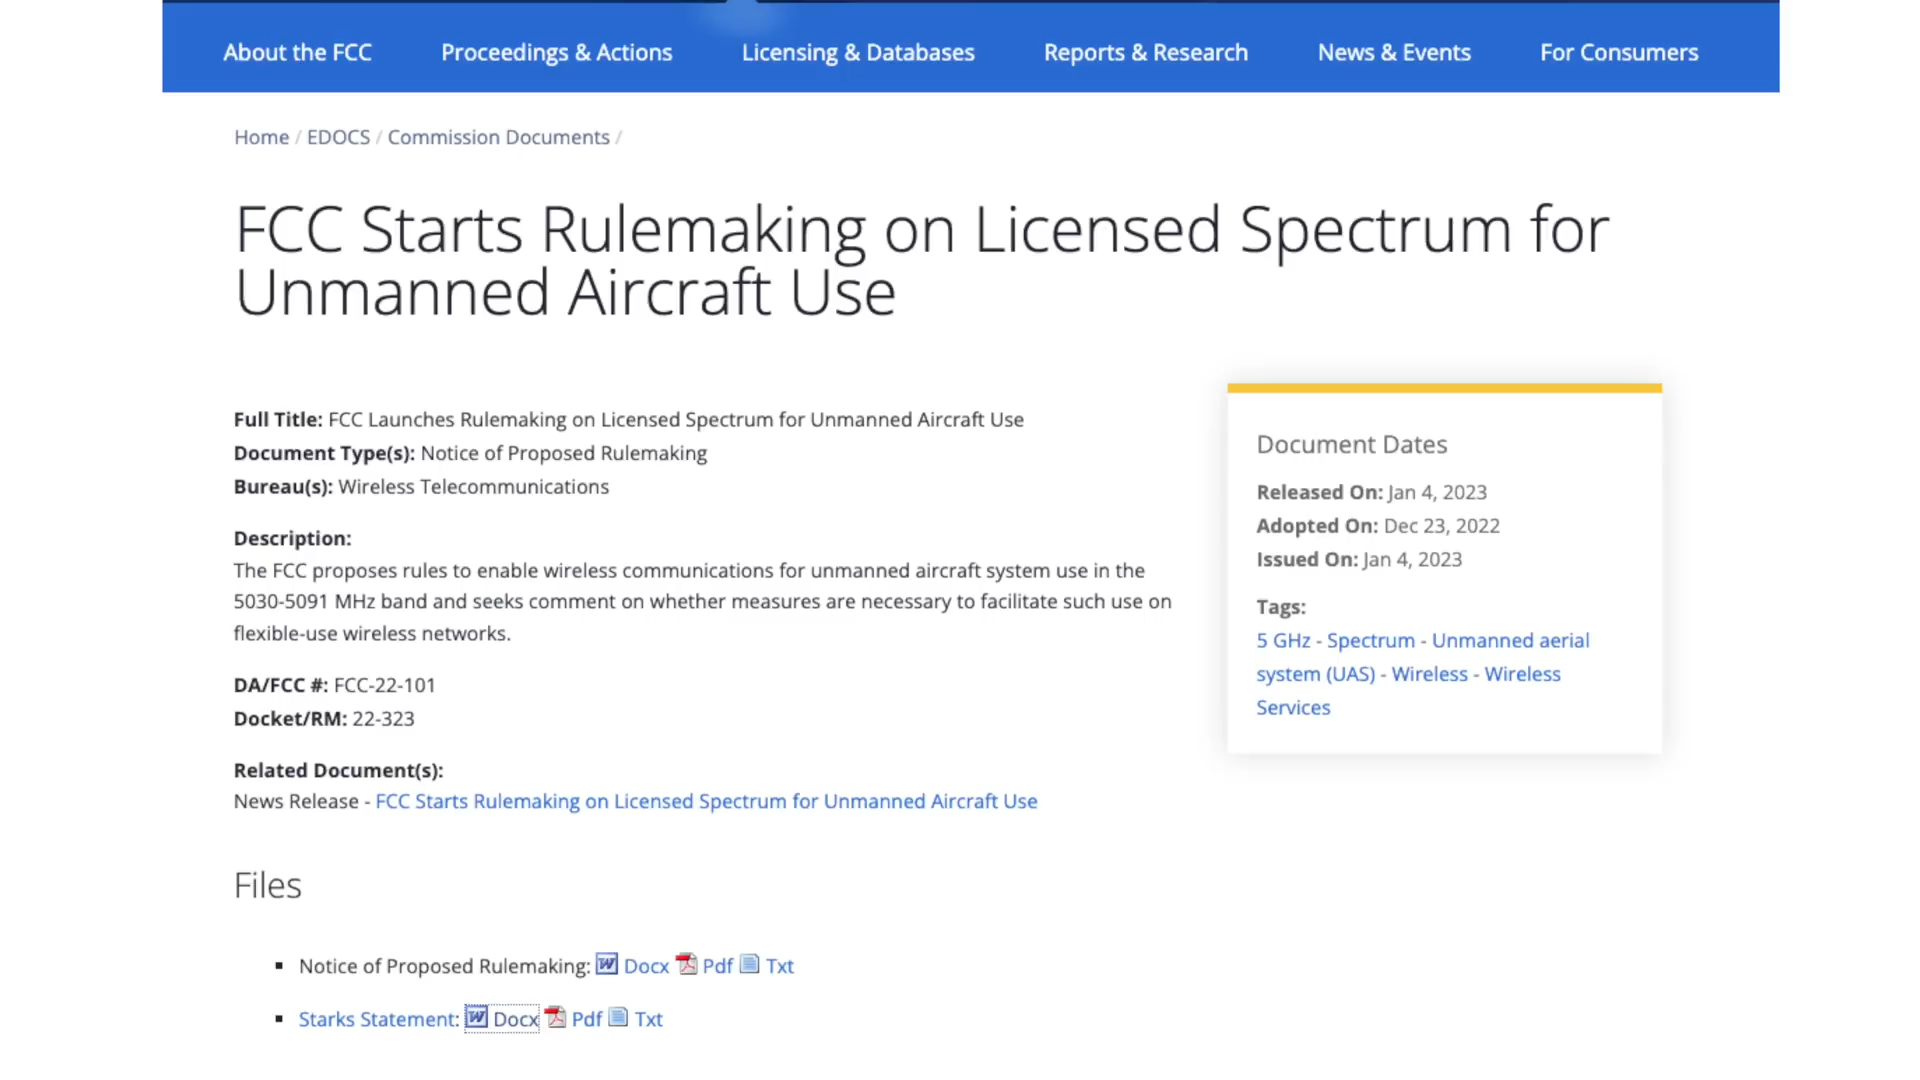 About the FCC Proceedings & Actions Licensing & Databases Reports & Research News & Events For Consumers
Home / EDOCS / Commission Documents /
FCC Starts Rulemaking on Licensed Spectrum for
Unmanned Aircraft Use
Full Title: FCC Launches Rulemaking on Licensed Spectrum for Unmanned Aircraft Use
Document Type(s): Notice of Proposed Rulemaking
Bureau(s): Wireless Telecommunications
Description:
The FCC proposes rules to enable wireless communications for unmanned aircraft system use in the
5030-5091 MHz band and seeks comment on whether measures are necessary to facilitate such use on
flexible-use wireless networks.
DA/FCC #: FCC-22-101
Docket/RM: 22-323
Related Document(s):
News Release - FCC Starts Rulemaking on Licensed Spectrum for Unmanned Aircraft Use
Document Dates
Released On: Jan 4, 2023
Adopted On: Dec 23, 2022
Issued On: Jan 4, 2023
Tags:
5 GHz - Spectrum - Unmanned aerial
system (UAS) - Wireless - Wireless
Services
Files
Notice of Proposed Rulemaking: Docx Pdf Txt
Starks Statement: Docx Pdf Txt